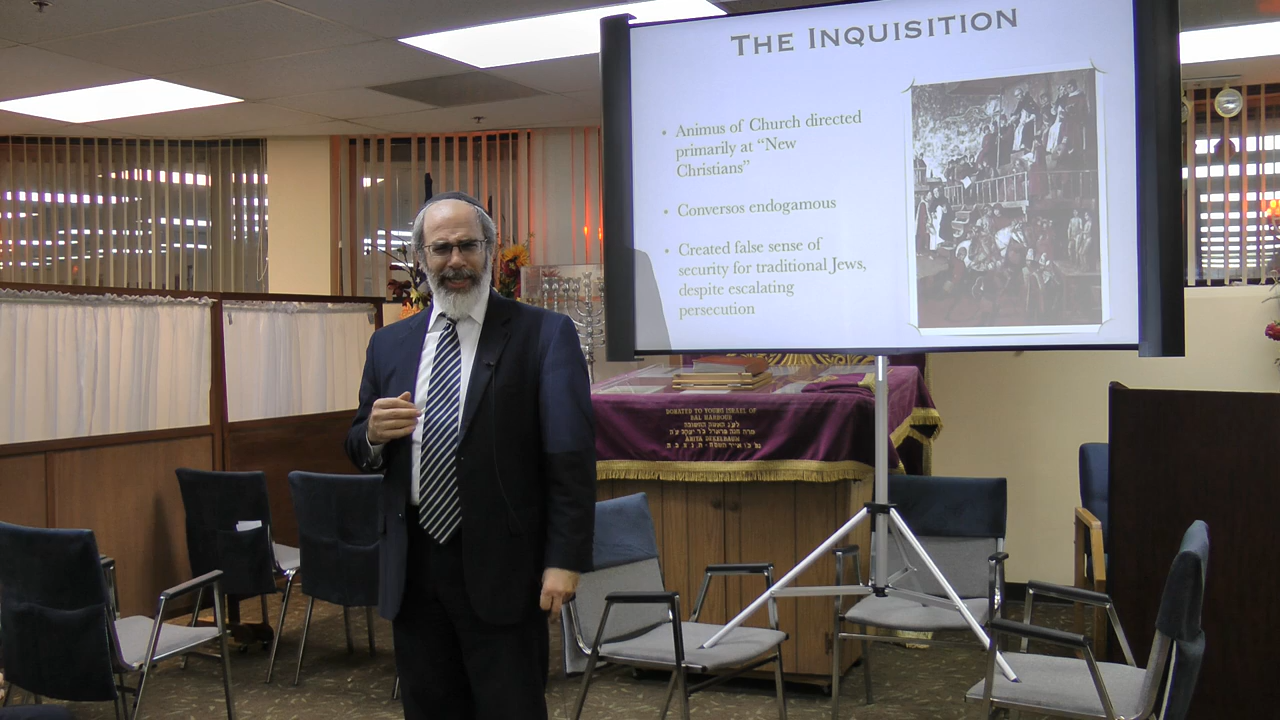 THE INQUISITION
• Animus of Church directed
primarily at “New
Christians”
• Conversos endogamous
• Created false sense of
security for traditional Jews,
despite escalating
persecution
DONATED TO YOUNG ISRAEL OF
BAL HARBOUR
ANITA DEKELBAUM